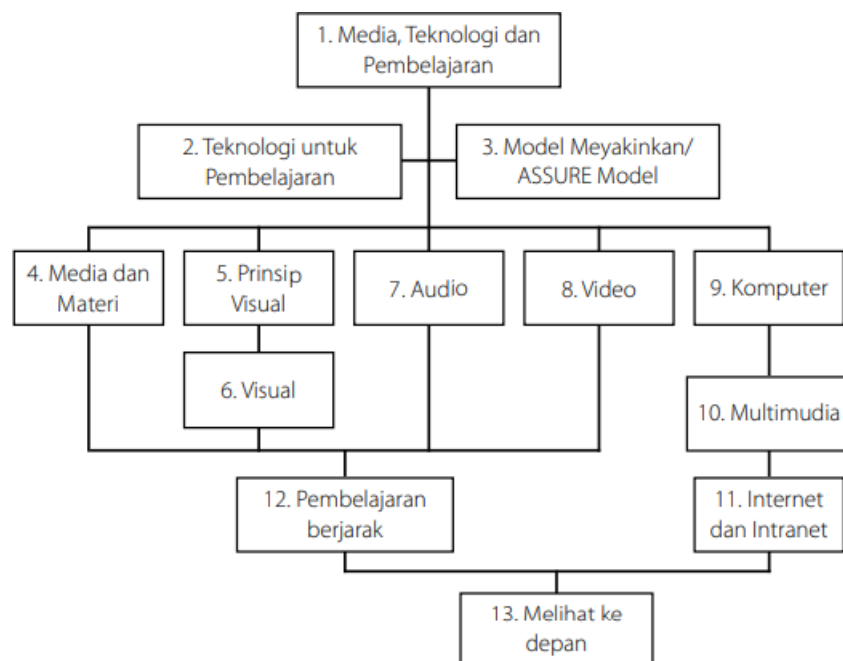 1. Media, Teknologi dan
Pembelajaran
2. Teknologi untuk
Pembelajaran
3. Model Meyakinkan/
ASSURE Model
4. Media dan
Materi
5. Prinsip
Visual
7. Audio
8. Video
9. Komputer
6. Visual
10. Multimudia
12. Pembelajaran
berjarak
11. Internet
dan Intranet
13. Melihat ke
depan